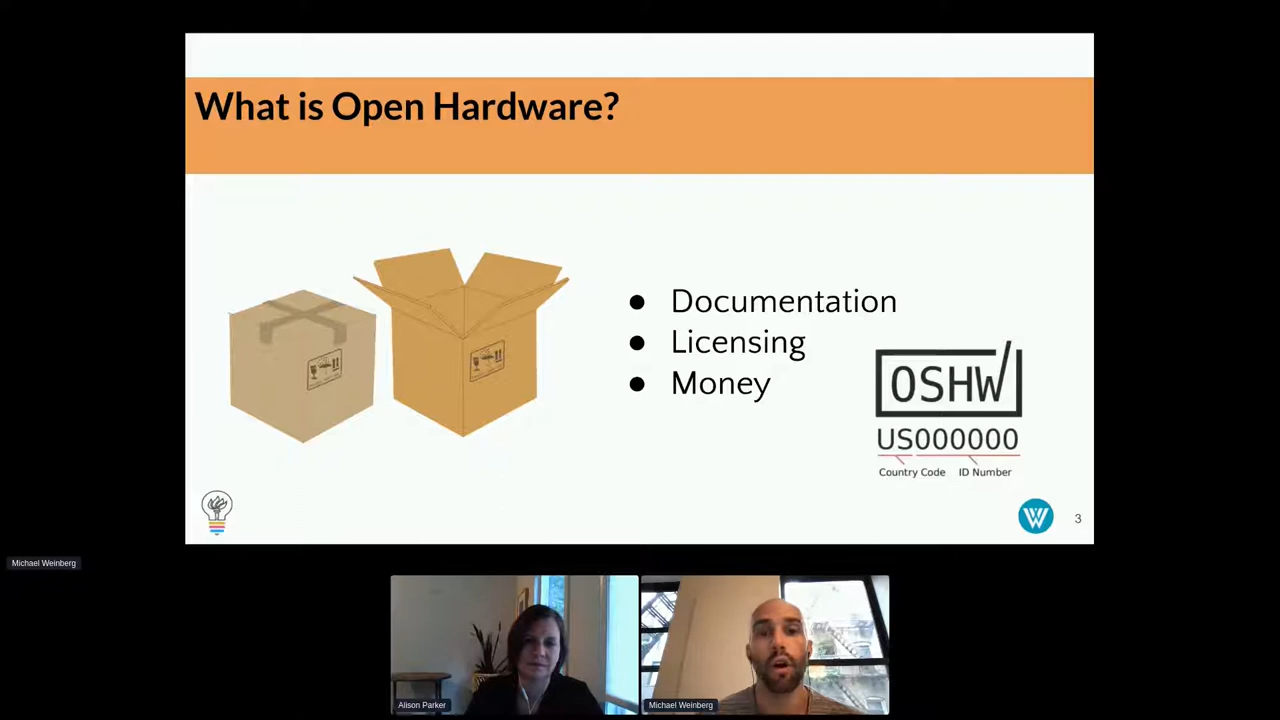 What is Open Hardware?
● Documentation
● Licensing
● Money
OSHW
US000000
Country Code ID Number
W
3
Michael Weinberg
Alison Parker
Michael Weinberg